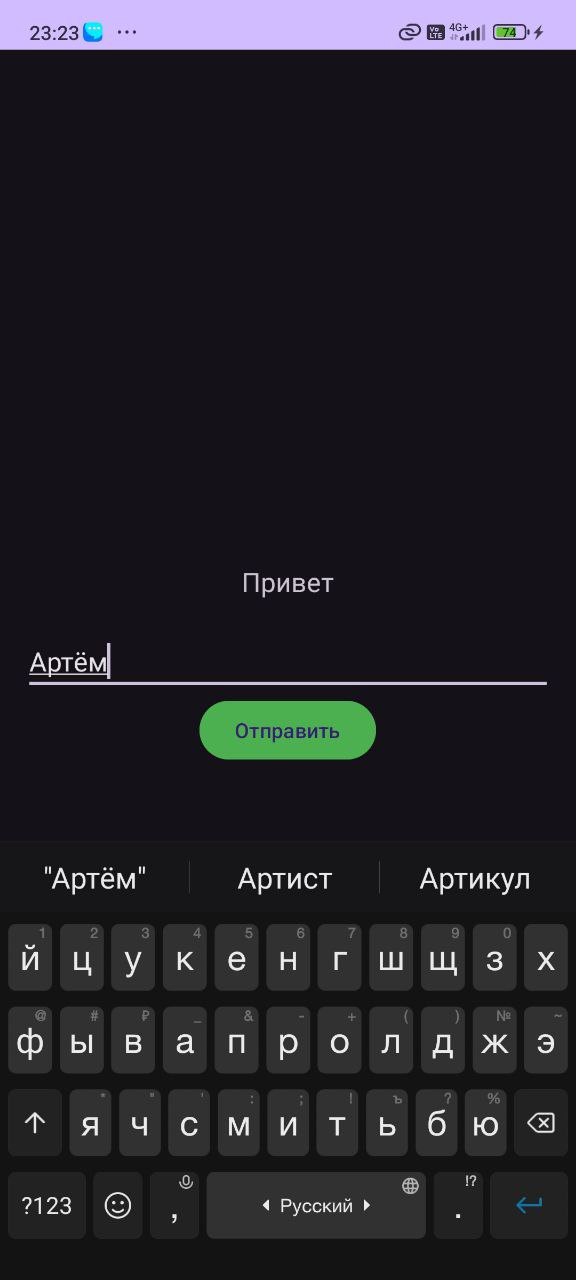 23:23 ... Vo LTE 4G+ 74
Привет
Артём
Отправить
"Артём" Артист Артикул
1 2 3 4 5 6 7 8 9 0
й ц у к е н г ш щ з х
@ # ₽ _ & - + ( ) № ~
ф ы в а п р о л д ж э
* " ' : ; ! ъ ? %
я ч с м и т ь б ю
?123 , Русский . !?